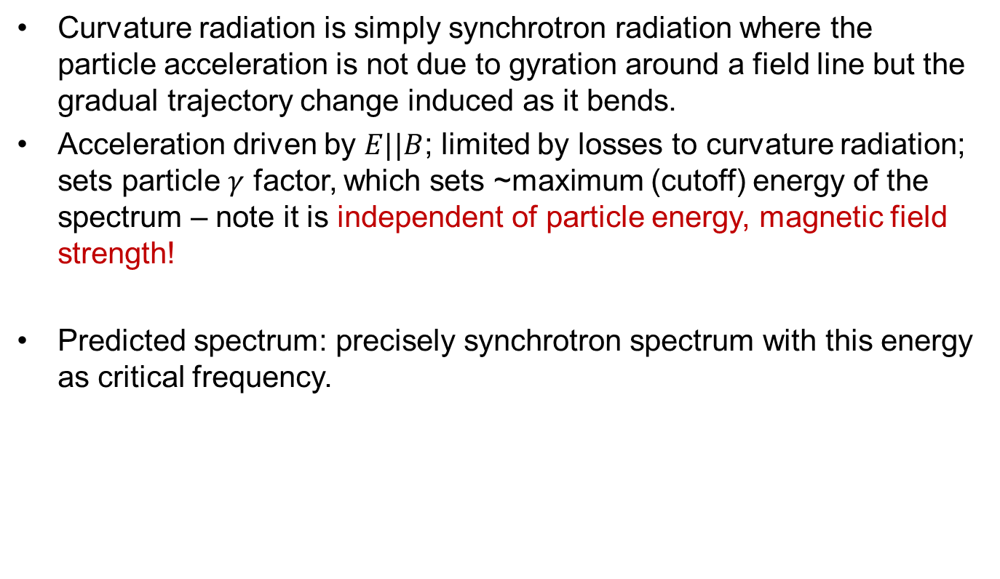 • Curvature radiation is simply synchrotron radiation where the
particle acceleration is not due to gyration around a field line but the
gradual trajectory change induced as it bends.
• Acceleration driven by E||B; limited by losses to curvature radiation;
sets particle γ factor, which sets ~maximum (cutoff) energy of the
spectrum – note it is independent of particle energy, magnetic field
strength!
• Predicted spectrum: precisely synchrotron spectrum with this energy
as critical frequency.